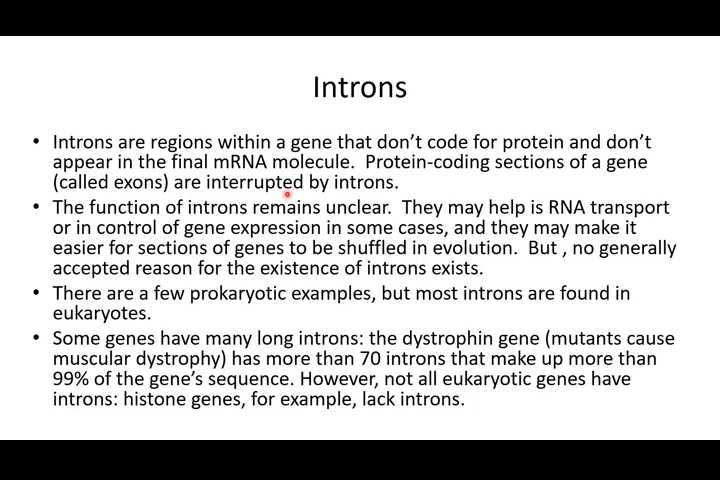 Introns
• Introns are regions within a gene that don't code for protein and don't
appear in the final mRNA molecule.  Protein-coding sections of a gene
(called exons) are interrupted by introns.
• The function of introns remains unclear.  They may help is RNA transport
or in control of gene expression in some cases, and they may make it
easier for sections of genes to be shuffled in evolution.  But , no generally
accepted reason for the existence of introns exists.
• There are a few prokaryotic examples, but most introns are found in
eukaryotes.
• Some genes have many long introns: the dystrophin gene (mutants cause
muscular dystrophy) has more than 70 introns that make up more than
99% of the gene's sequence. However, not all eukaryotic genes have
introns: histone genes, for example, lack introns.